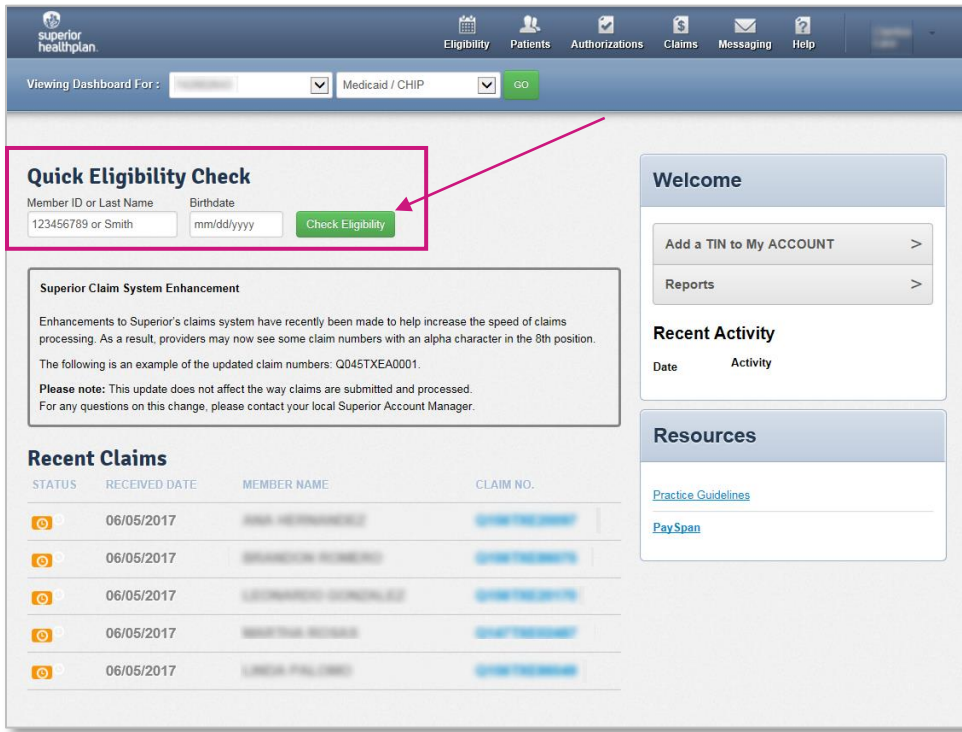 superior
healthplan.
Eligibility Patients Authorizations Claims Messaging Help
Viewing Dashboard For : Medicaid / CHIP GO
Quick Eligibility Check
Member ID or Last Name Birthdate
123456789 or Smith mm/dd/yyyy Check Eligibility
Superior Claim System Enhancement
Enhancements to Superior's claims system have recently been made to help increase the speed of claims
processing. As a result, providers may now see some claim numbers with an alpha character in the 8th position.
The following is an example of the updated claim numbers: Q045TXEA0001.
Please note: This update does not affect the way claims are submitted and processed.
For any questions on this change, please contact your local Superior Account Manager.
Recent Claims
STATUS RECEIVED DATE MEMBER NAME CLAIM NO.
06/05/2017
06/05/2017
06/05/2017
06/05/2017
06/05/2017
Welcome
Add a TIN to My ACCOUNT >
Reports >
Recent Activity
Date Activity
Resources
Practice Guidelines
PaySpan